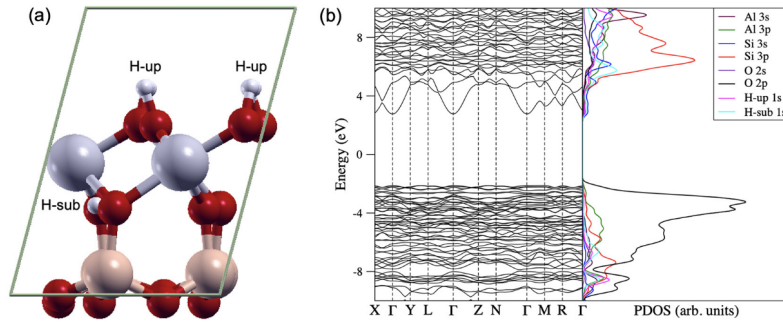 (a)
H-up
H-up
H-sub
(b)
Energy (eV)
8
4
0
-4
-8
X Γ Y L Γ Z N Γ M R Γ
PDOS (arb. units)
Al 3s
Al 3p
Si 3s
Si 3p
O 2s
O 2p
H-up 1s
H-sub 1s